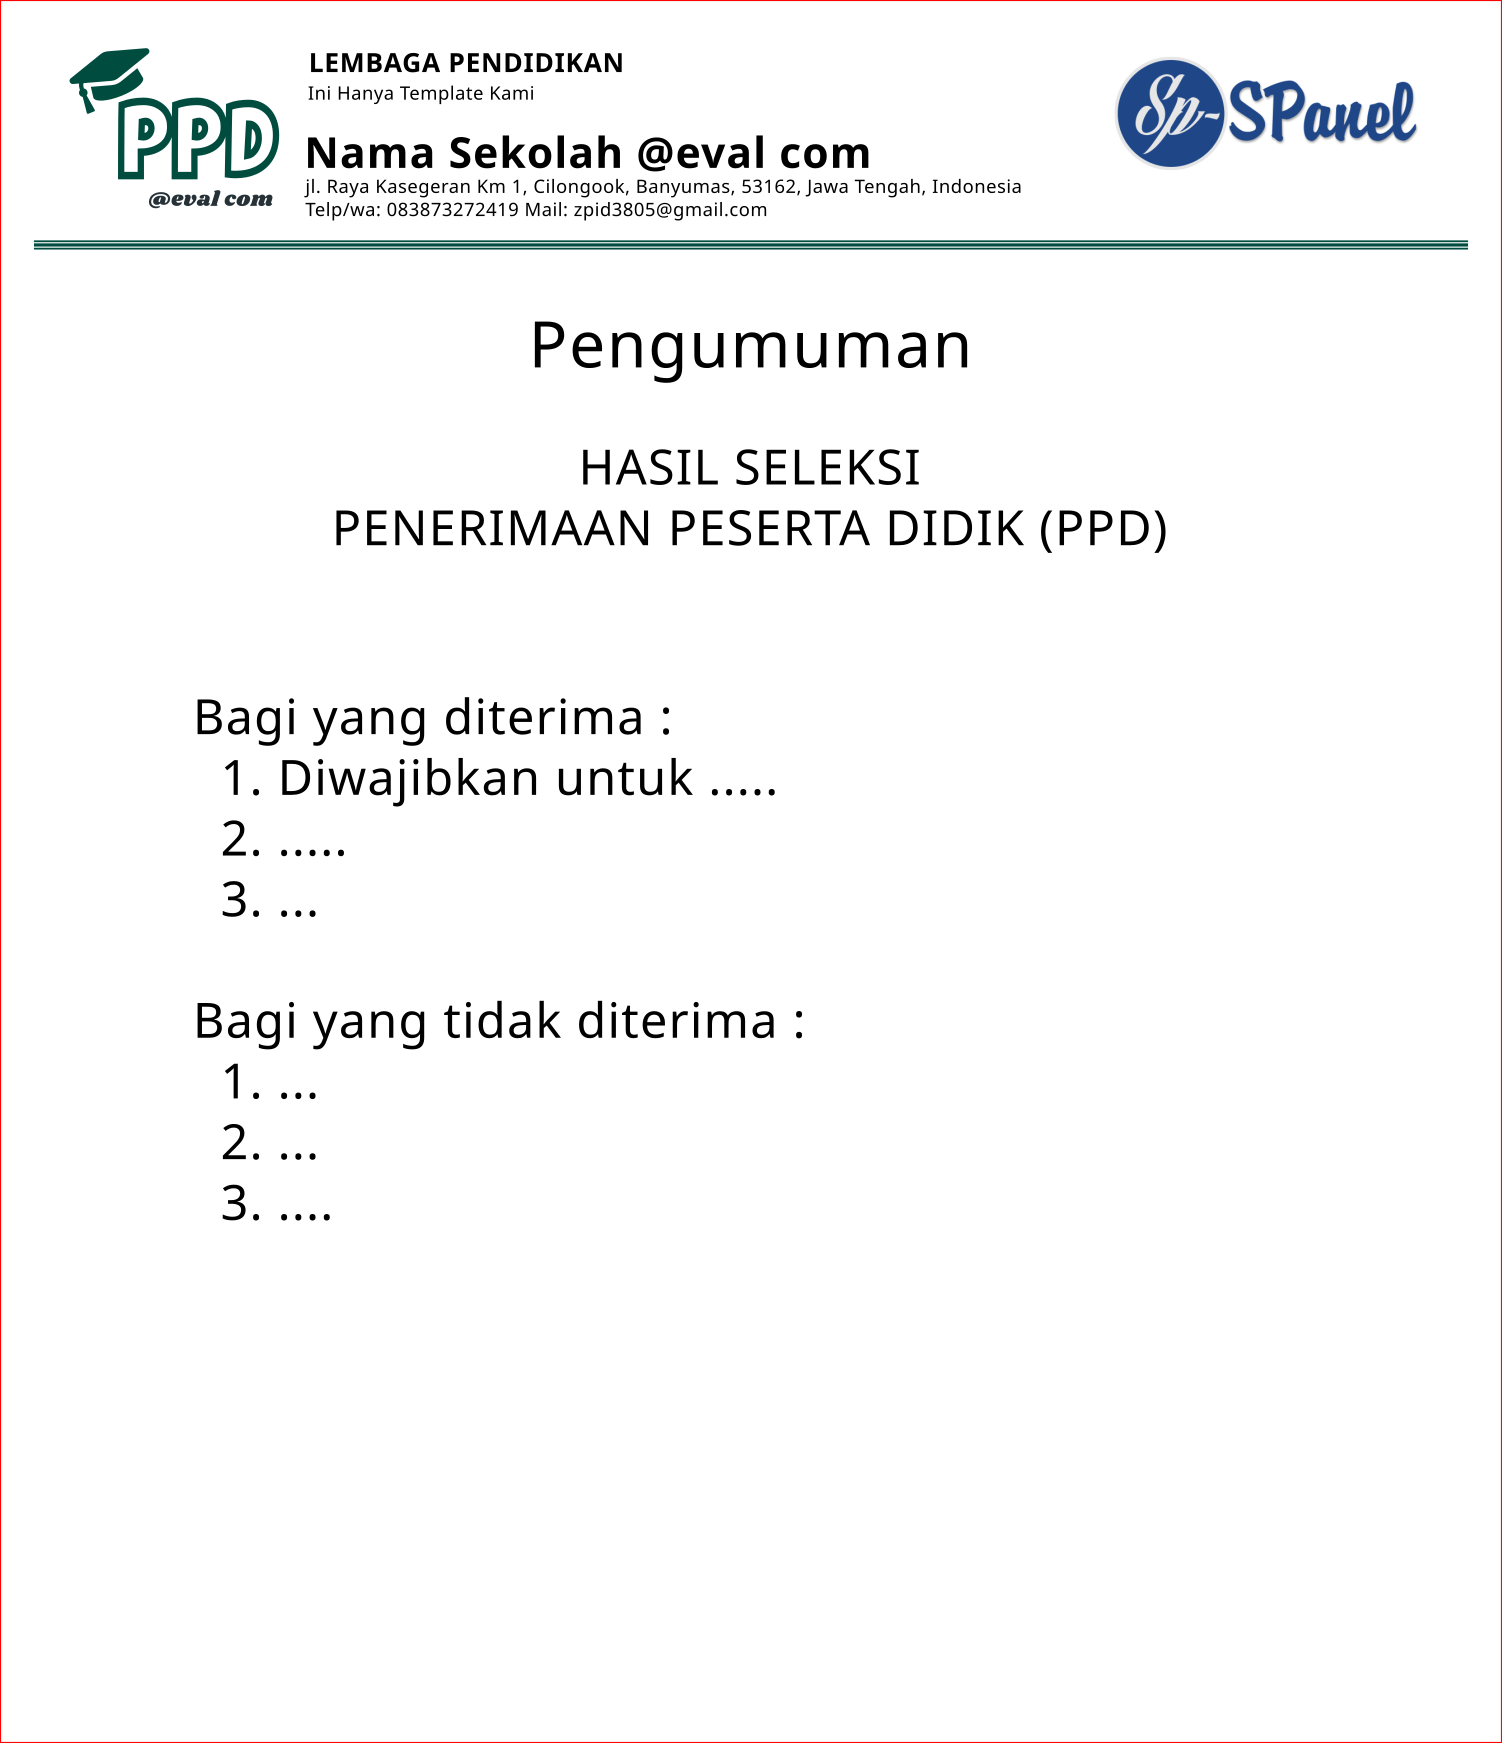 LEMBAGA PENDIDIKAN
Ini Hanya Template Kami
PPD
@eval com
Nama Sekolah @eval com
jl. Raya Kasegeran Km 1, Cilongook, Banyumas, 53162, Jawa Tengah, Indonesia
Telp/wa: 083873272419 Mail: zpid3805@gmail.com
Sp-SPanel
Pengumuman
HASIL SELEKSI
PENERIMAAN PESERTA DIDIK (PPD)
Bagi yang diterima :
1. Diwajibkan untuk .....
2. .....
3. ...
Bagi yang tidak diterima :
1. ...
2. ...
3. ....